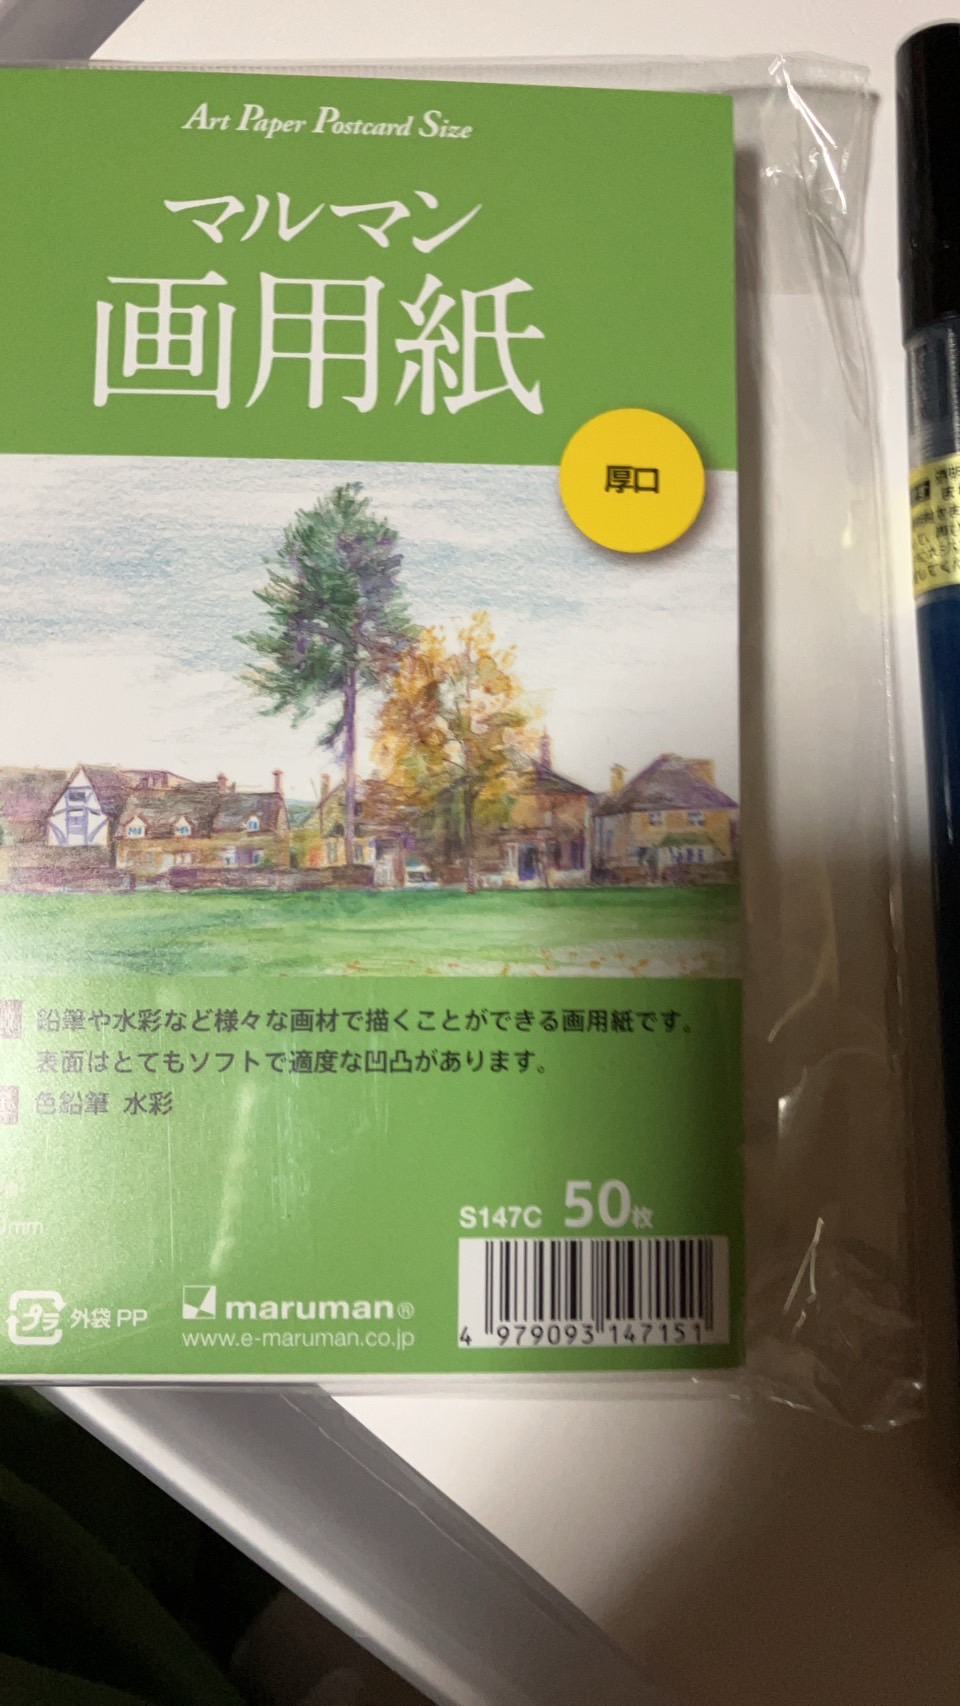 Art Paper Postcard Size
マルマン
画用紙
厚口
鉛筆や水彩など様々な画材で描くことができる画用紙です。
表面はとてもソフトで適度な凹凸があります。
色鉛筆 水彩
mm
S147C 50枚
プラ 外袋 PP
maruman®
www.e-maruman.co.jp
4 979093 147151